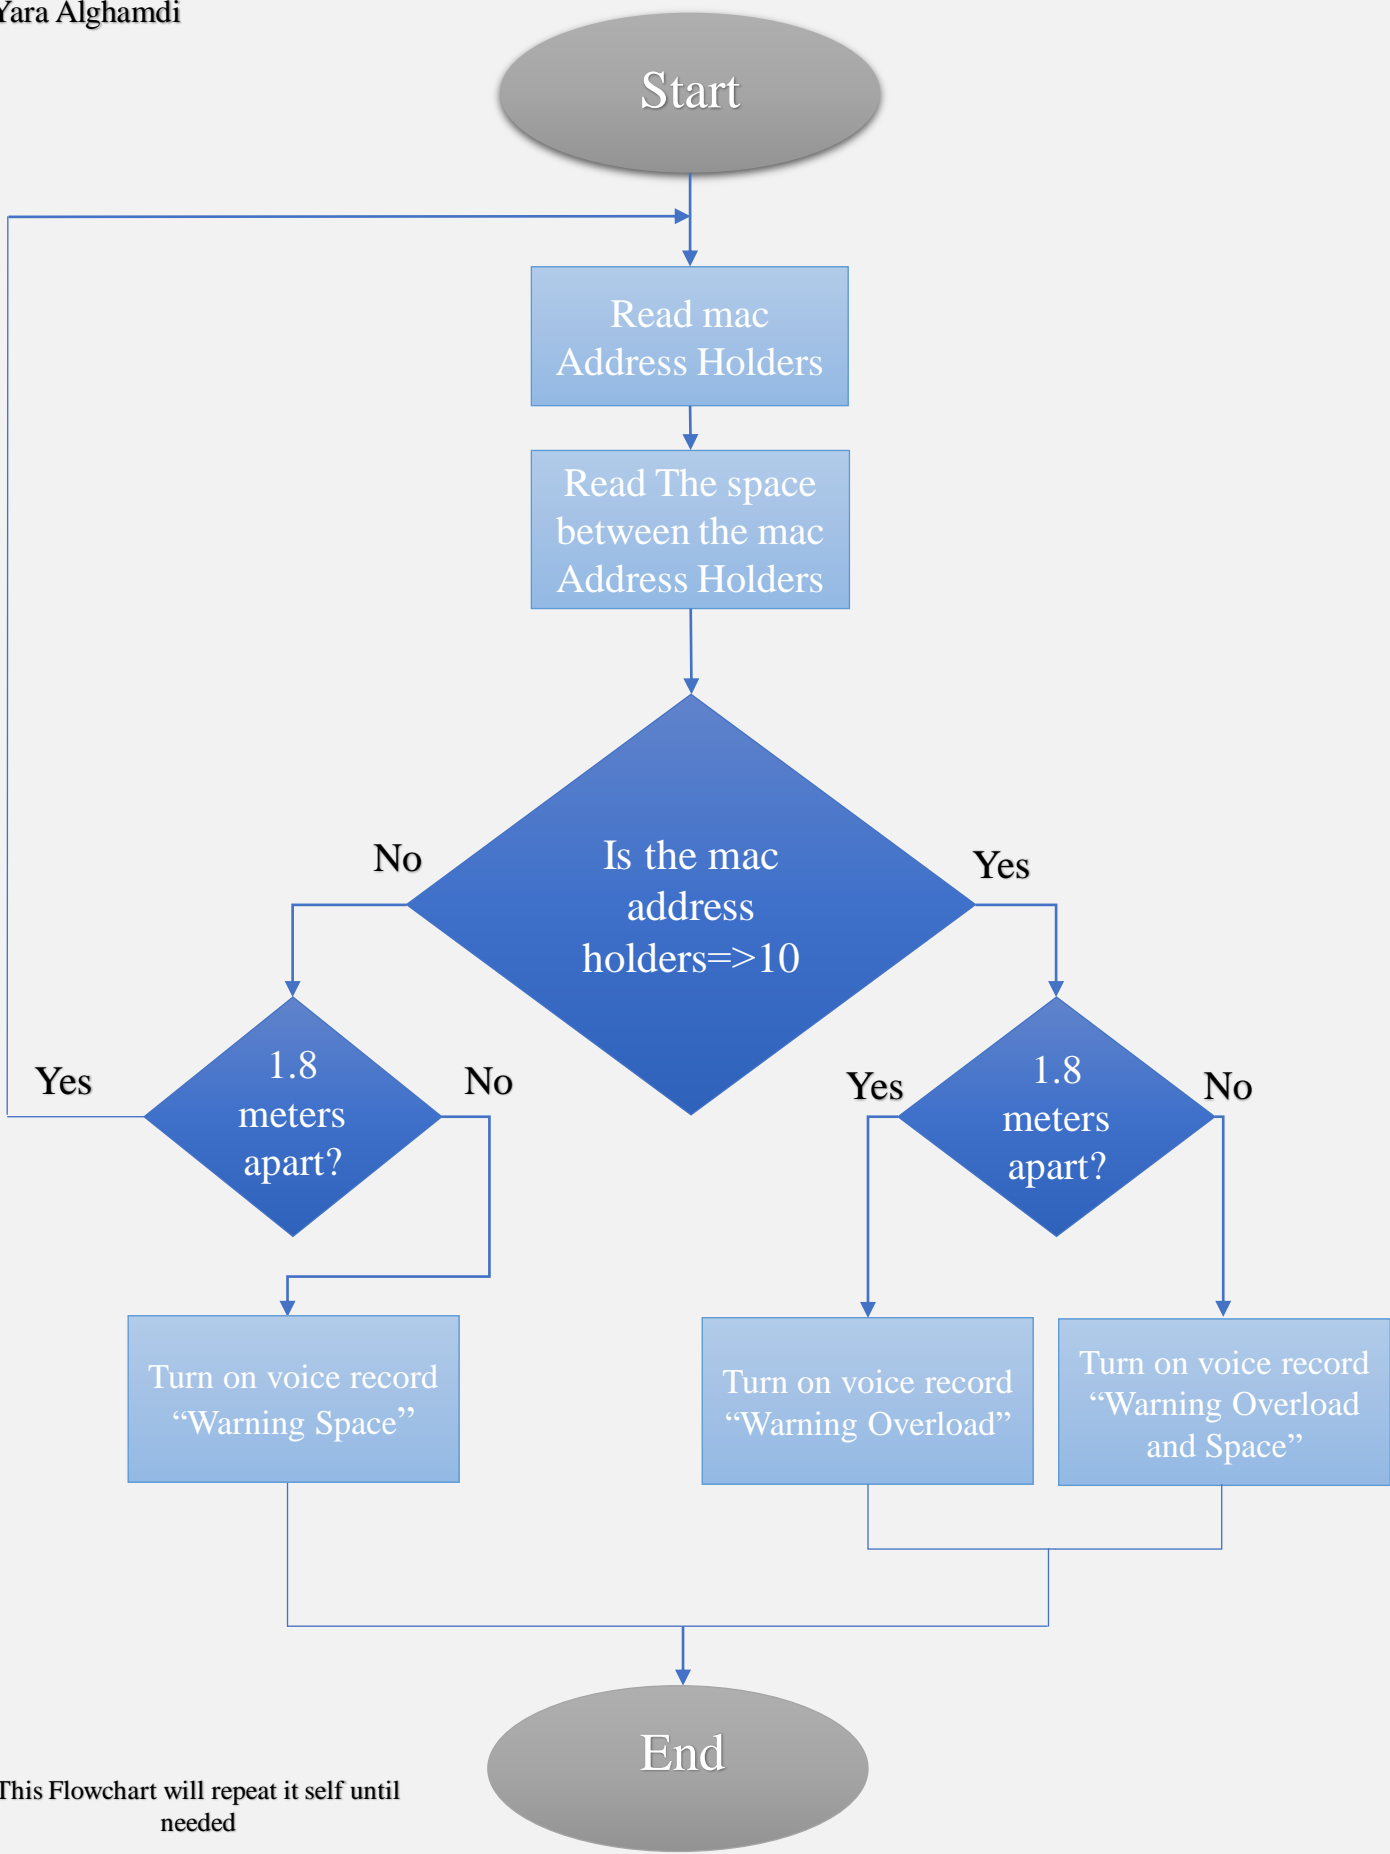 Yara Alghamdi
Start
Read mac
Address Holders
Read The space
between the mac
Address Holders
Is the mac
address
holders=>10
No
Yes
1.8
meters
apart?
Yes
No
1.8
meters
apart?
Yes
No
Turn on voice record
“Warning Space”
Turn on voice record
“Warning Overload”
Turn on voice record
“Warning Overload
and Space”
End
This Flowchart will repeat it self until
needed